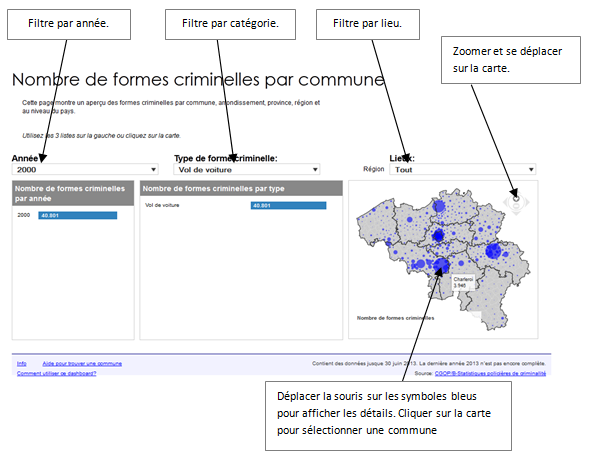 Filtre par année.
Filtre par catégorie.
Filtre par lieu.
Zoomer et se déplacer
sur la carte.
Nombre de formes criminelles par commune
Cette page montre un aperçu des formes criminelles par commune, arrondissement, province, région et
au niveau du pays.
Utilisez les 3 listes sur la gauche ou cliquez sur la carte.
Année
2000
Type de forme criminelle:
Vol de voiture
Lieux:
Région
Tout
Nombre de formes criminelles
par année
2000 40.801
Nombre de formes criminelles par type
Vol de voiture 40.801
Charleroi
3.946
Nombre de formes criminelles
Info
Aide pour trouver une commune
Comment utiliser ce dashboard?
Contient des données jusque 30 juin 2013. La dernière année 2013 n'est pas encore complète.
Source: CGOP/B-Statistiques policières de criminalité
Déplacer la souris sur les symboles bleus
pour afficher les détails. Cliquer sur la carte
pour sélectionner une commune